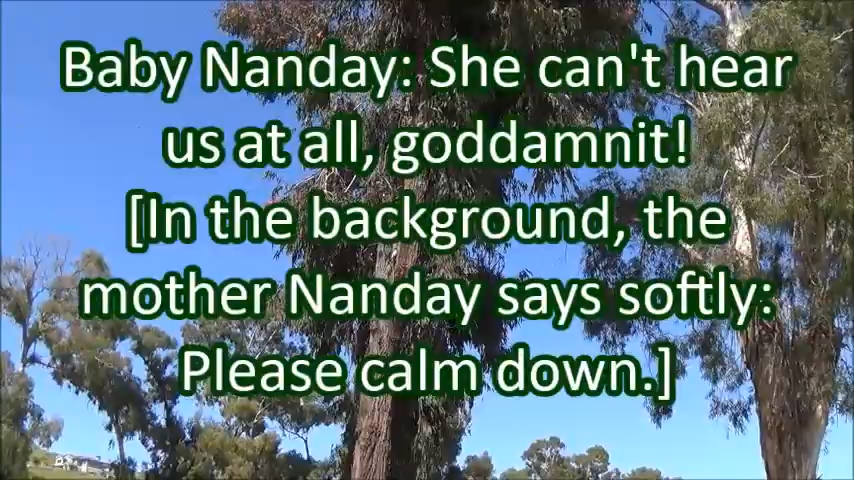 Baby Nanday: She can't hear
us at all, goddamnit!
[In the background, the
mother Nanday says softly:
Please calm down.]